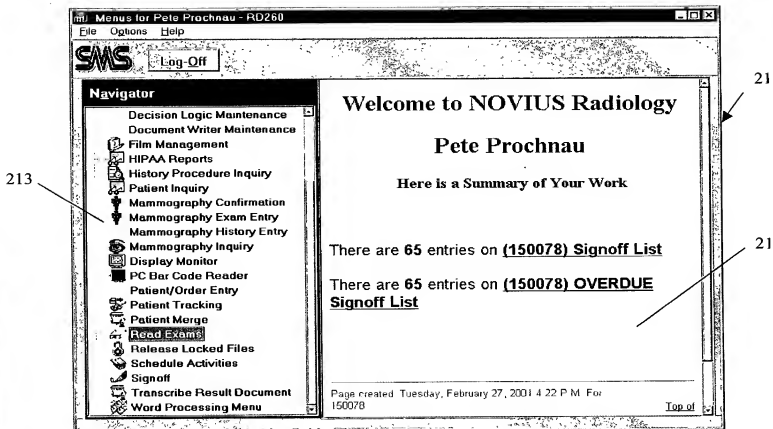 Menus for Pete Prochnau - RD260
File Options Help
SMS
Log-Off
21
Navigator
Decision Logic Maintenance
Document Writer Maintenance
Film Management
HIPAA Reports
History Procedure Inquiry
Patient Inquiry
213
Mammography Confirmation
Mammography Exam Entry
Mammography History Entry
Mammography Inquiry
Display Monitor
PC Bar Code Reader
Patient/Order Entry
Patient Tracking
Patient Merge
Read Exams
Release Locked Files
Schedule Activities
Signoff
Transcribe Result Document
Word Processing Menu
Welcome to NOVIUS Radiology
Pete Prochnau
Here is a Summary of Your Work
There are 65 entries on (150078) Signoff List
21
There are 65 entries on (150078) OVERDUE
Signoff List
Page created Tuesday, February 27, 2001 4 22 P M For
150078
Top of